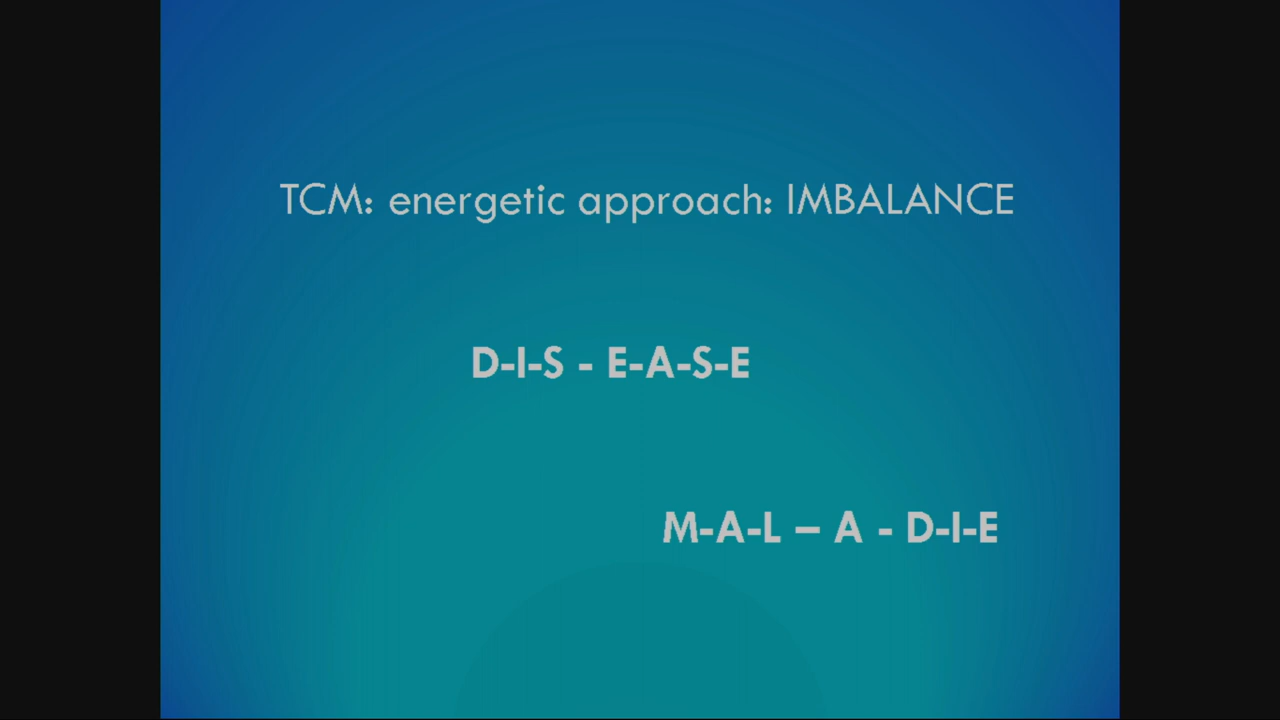 TCM: energetic approach: IMBALANCE
D-I-S - E-A-S-E
M-A-L – A - D-I-E